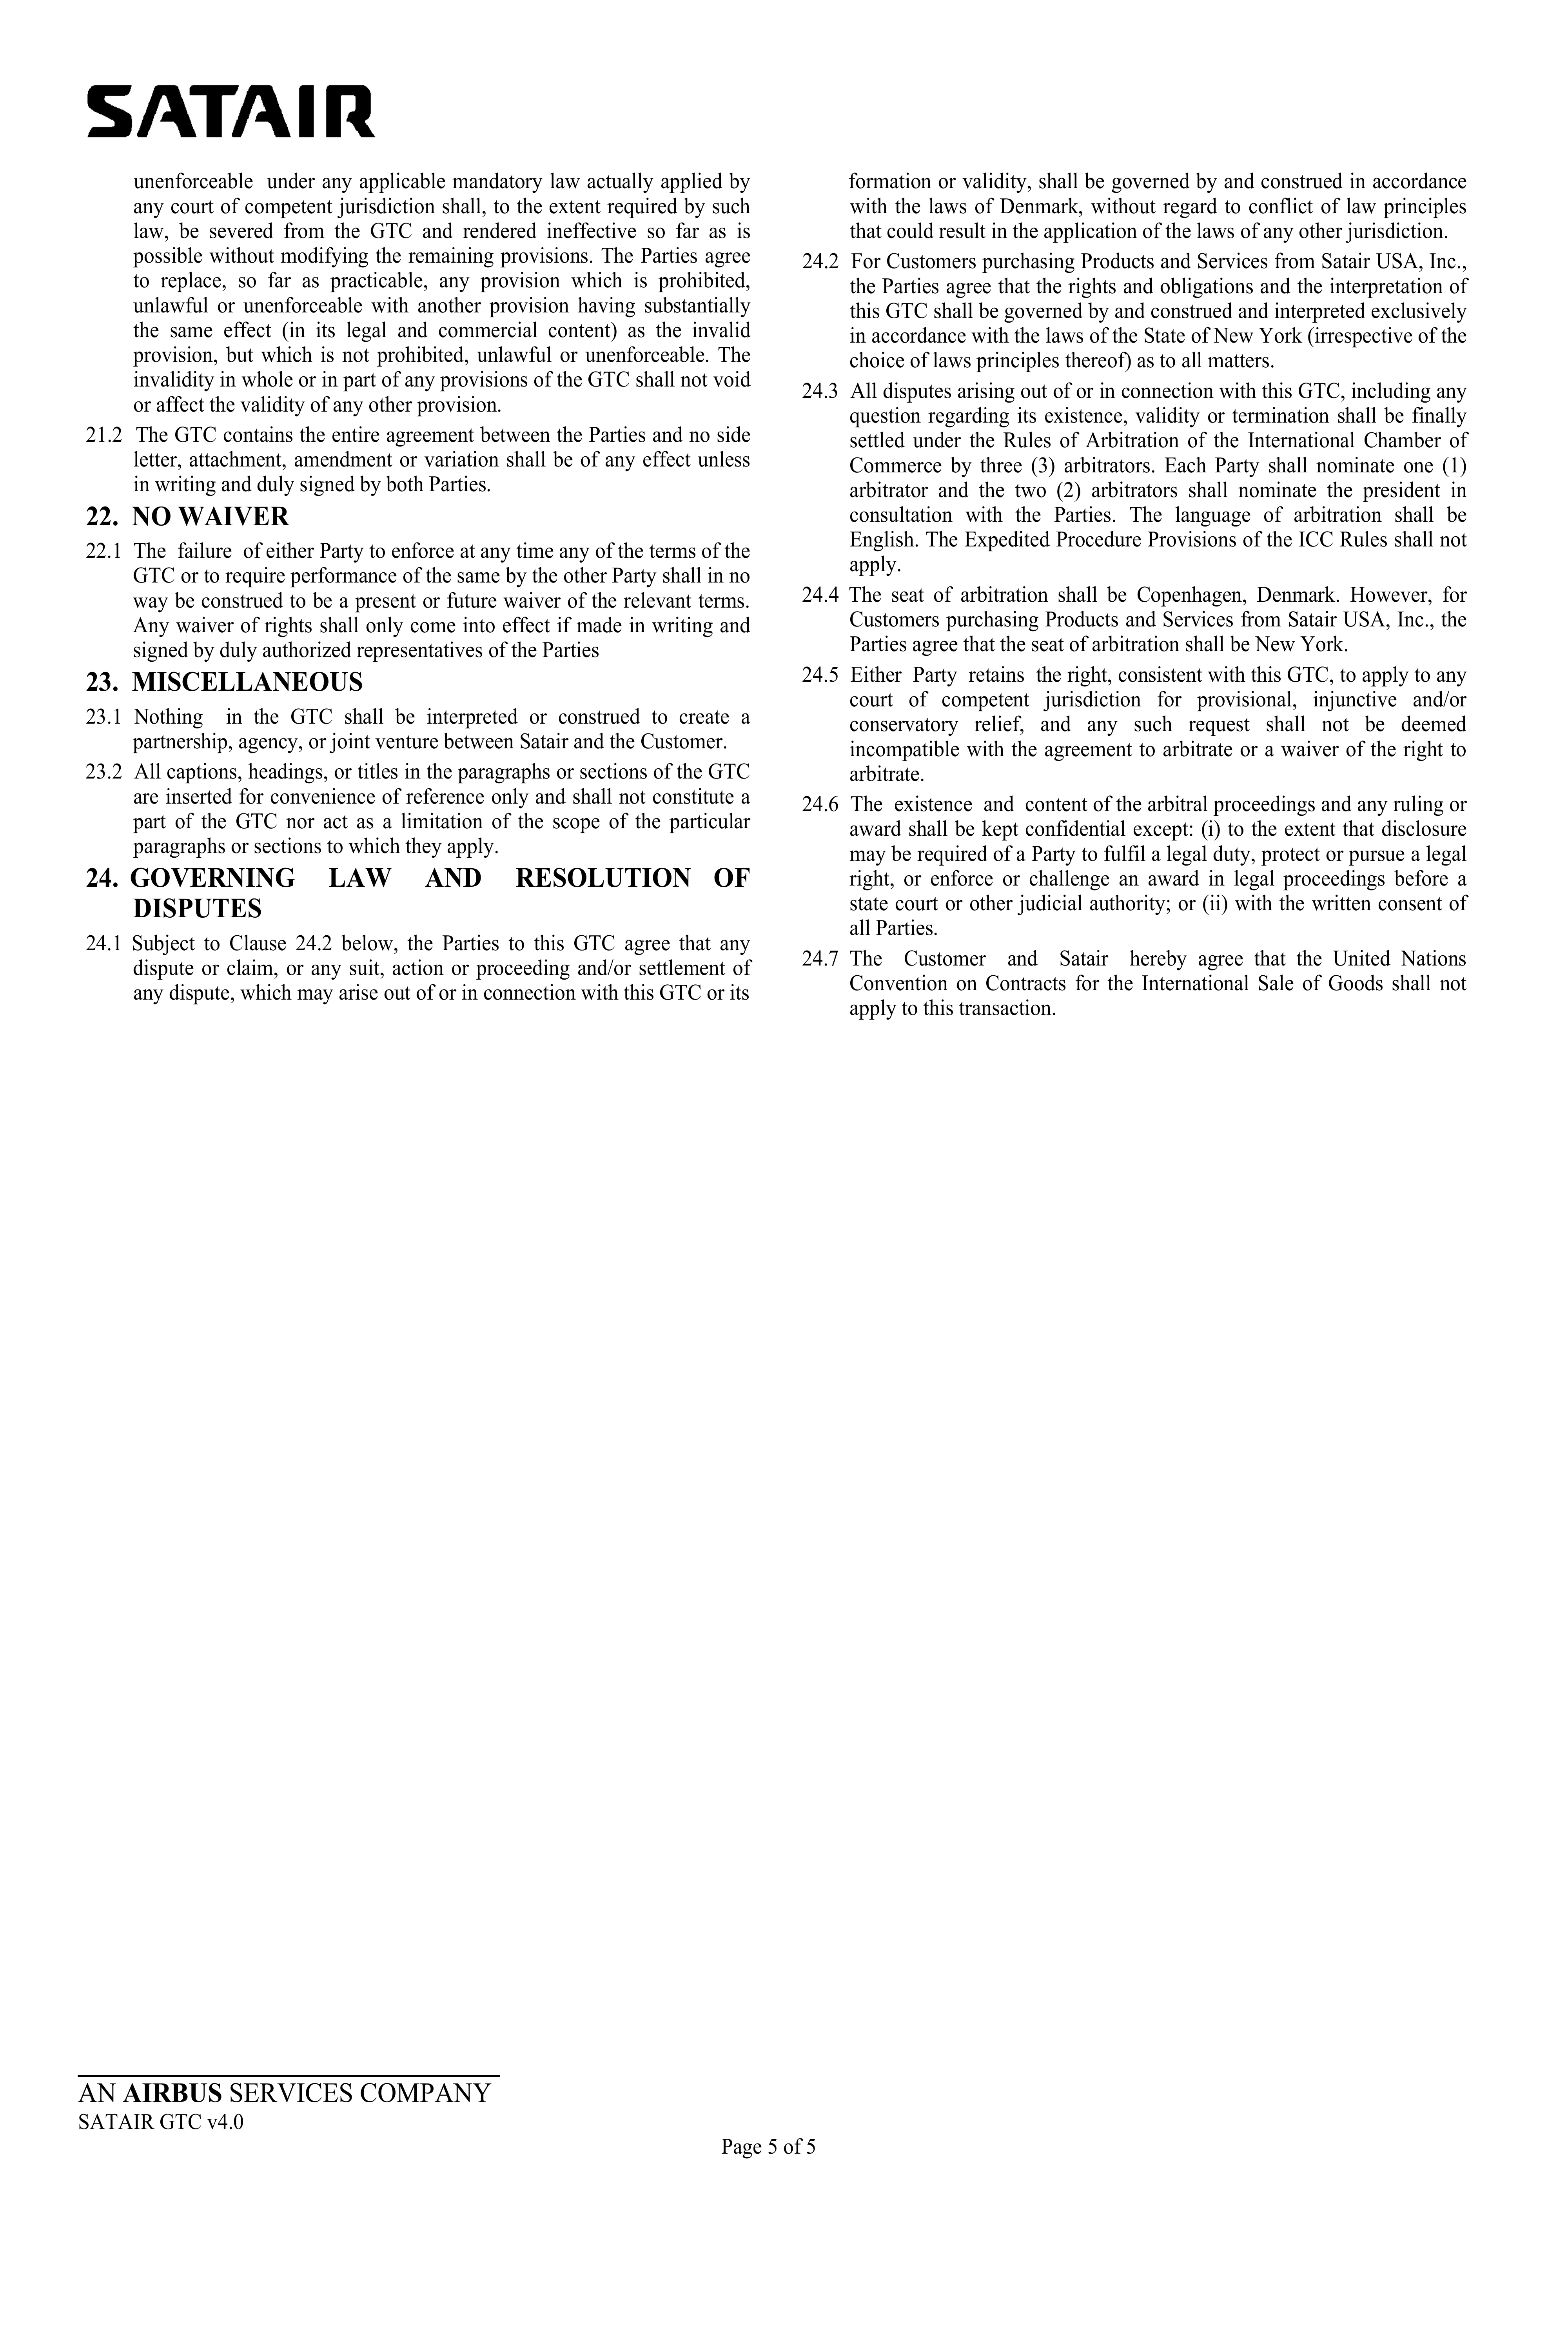 SATAIR
unenforceable under any applicable mandatory law actually applied by
any court of competent jurisdiction shall, to the extent required by such
law, be severed from the GTC and rendered ineffective so far as is
possible without modifying the remaining provisions. The Parties agree
to replace, so far as practicable, any provision which is prohibited,
unlawful or unenforceable with another provision having substantially
the same effect (in its legal and commercial content) as the invalid
provision, but which is not prohibited, unlawful or unenforceable. The
invalidity in whole or in part of any provisions of the GTC shall not void
or affect the validity of any other provision.
21.2 The GTC contains the entire agreement between the Parties and no side
letter, attachment, amendment or variation shall be of any effect unless
in writing and duly signed by both Parties.
22. NO WAIVER
22.1 The failure of either Party to enforce at any time any of the terms of the
GTC or to require performance of the same by the other Party shall in no
way be construed to be a present or future waiver of the relevant terms.
Any waiver of rights shall only come into effect if made in writing and
signed by duly authorized representatives of the Parties
23. MISCELLANEOUS
23.1 Nothing in the GTC shall be interpreted or construed to create a
partnership, agency, or joint venture between Satair and the Customer.
23.2 All captions, headings, or titles in the paragraphs or sections of the GTC
are inserted for convenience of reference only and shall not constitute a
part of the GTC nor act as a limitation of the scope of the particular
paragraphs or sections to which they apply.
24. GOVERNING LAW AND RESOLUTION OF
DISPUTES
24.1 Subject to Clause 24.2 below, the Parties to this GTC agree that any
dispute or claim, or any suit, action or proceeding and/or settlement of
any dispute, which may arise out of or in connection with this GTC or its
formation or validity, shall be governed by and construed in accordance
with the laws of Denmark, without regard to conflict of law principles
that could result in the application of the laws of any other jurisdiction.
24.2 For Customers purchasing Products and Services from Satair USA, Inc.,
the Parties agree that the rights and obligations and the interpretation of
this GTC shall be governed by and construed and interpreted exclusively
in accordance with the laws of the State of New York (irrespective of the
choice of laws principles thereof) as to all matters.
24.3 All disputes arising out of or in connection with this GTC, including any
question regarding its existence, validity or termination shall be finally
settled under the Rules of Arbitration of the International Chamber of
Commerce by three (3) arbitrators. Each Party shall nominate one (1)
arbitrator and the two (2) arbitrators shall nominate the president in
consultation with the Parties. The language of arbitration shall be
English. The Expedited Procedure Provisions of the ICC Rules shall not
apply.
24.4 The seat of arbitration shall be Copenhagen, Denmark. However, for
Customers purchasing Products and Services from Satair USA, Inc., the
Parties agree that the seat of arbitration shall be New York.
24.5 Either Party retains the right, consistent with this GTC, to apply to any
court of competent jurisdiction for provisional, injunctive and/or
conservatory relief, and any such request shall not be deemed
incompatible with the agreement to arbitrate or a waiver of the right to
arbitrate.
24.6 The existence and content of the arbitral proceedings and any ruling or
award shall be kept confidential except: (i) to the extent that disclosure
may be required of a Party to fulfil a legal duty, protect or pursue a legal
right, or enforce or challenge an award in legal proceedings before a
state court or other judicial authority; or (ii) with the written consent of
all Parties.
24.7 The Customer and Satair hereby agree that the United Nations
Convention on Contracts for the International Sale of Goods shall not
apply to this transaction.
AN AIRBUS SERVICES COMPANY
SATAIR GTC v4.0
Page 5 of 5